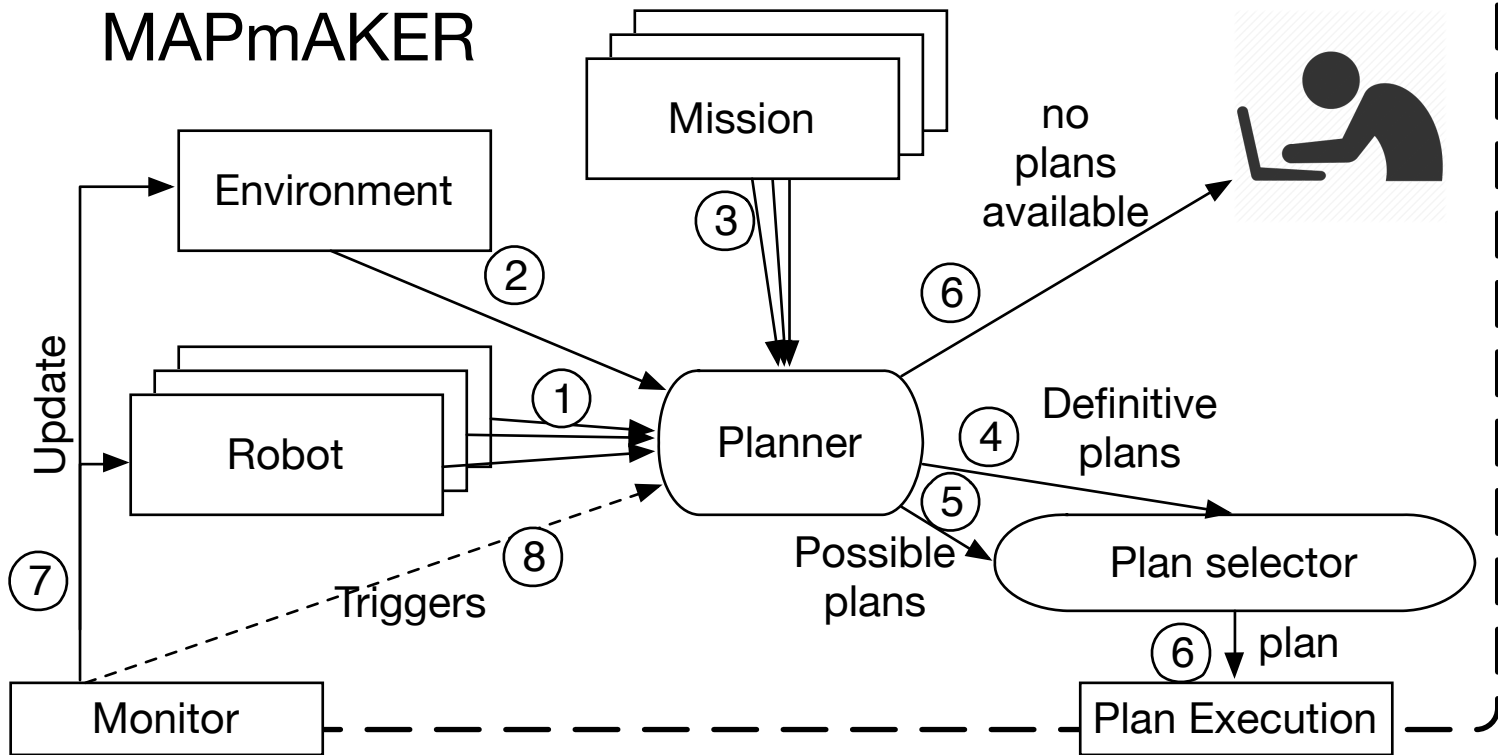 MAPmAKER
Mission
no
plans
available
Environment
3
2
6
Update
1
Robot
Planner
Definitive
plans
4
5
Possible
plans
Plan selector
8
7
Triggers
6
plan
Monitor
Plan Execution